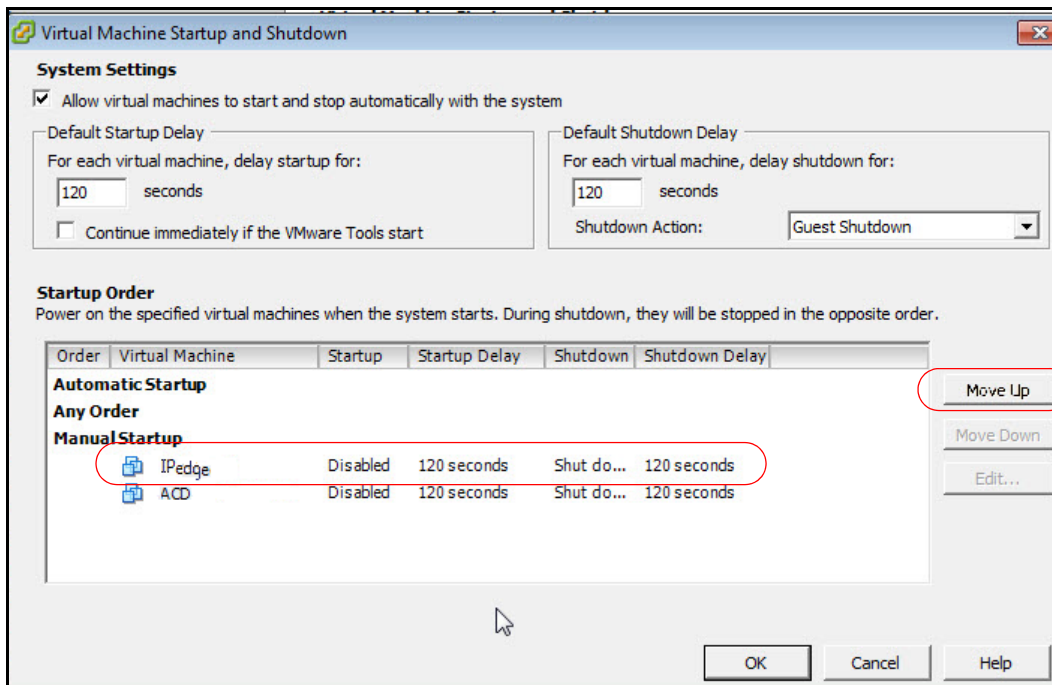 Virtual Machine Startup and Shutdown
System Settings
Allow virtual machines to start and stop automatically with the system
Default Startup Delay
For each virtual machine, delay startup for:
120 seconds
Continue immediately if the VMware Tools start
Default Shutdown Delay
For each virtual machine, delay shutdown for:
120 seconds
Shutdown Action: Guest Shutdown
Startup Order
Power on the specified virtual machines when the system starts. During shutdown, they will be stopped in the opposite order.
Order Virtual Machine Startup Startup Delay Shutdown Shutdown Delay
Automatic Startup
Any Order
Manual Startup
IPedge Disabled 120 seconds Shut do... 120 seconds
ACD Disabled 120 seconds Shut do... 120 seconds
Move Up
Move Down
Edit...
OK Cancel Help